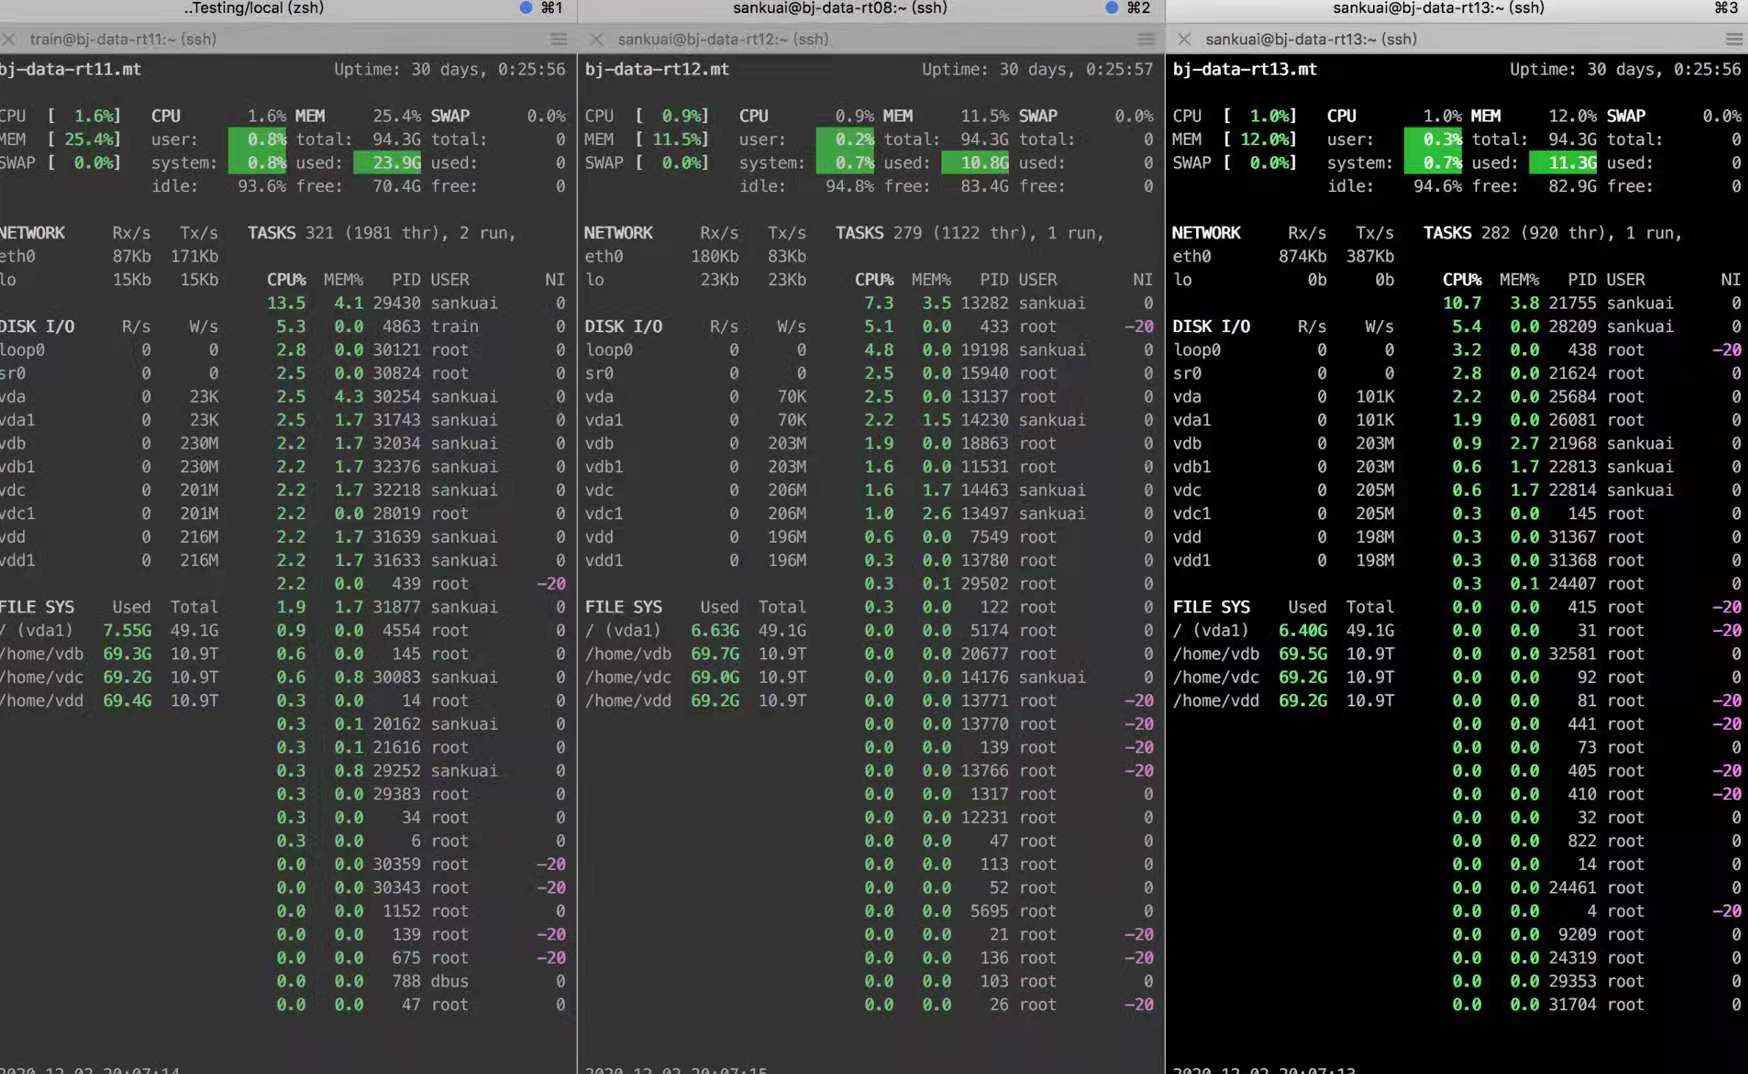 ..Testing/local (zsh) ⌘1
sankuai@bj-data-rt08:~ (ssh) ⌘2
sankuai@bj-data-rt13:~ (ssh) ⌘3
train@bj-data-rt11:~ (ssh)
bj-data-rt11.mt Uptime: 30 days, 0:25:56
CPU [ 1.6%] CPU 1.6% MEM 25.4% SWAP 0.0%
MEM [ 25.4%] user: 0.8% total: 94.3G total: 0
SWAP [ 0.0%] system: 0.8% used: 23.9G used: 0
idle: 93.6% free: 70.4G free: 0
NETWORK Rx/s Tx/s TASKS 321 (1981 thr), 2 run,
eth0 87Kb 171Kb
lo 15Kb 15Kb CPU% MEM% PID USER NI
13.5 4.1 29430 sankuai 0
DISK I/O R/s W/s 5.3 0.0 4863 train 0
loop0 0 0 2.8 0.0 30121 root 0
sr0 0 0 2.5 0.0 30824 root 0
vda 0 23K 2.5 4.3 30254 sankuai 0
vda1 0 23K 2.5 1.7 31743 sankuai 0
vdb 0 230M 2.2 1.7 32034 sankuai 0
vdb1 0 230M 2.2 1.7 32376 sankuai 0
vdc 0 201M 2.2 1.7 32218 sankuai 0
vdc1 0 201M 2.2 0.0 28019 root 0
vdd 0 216M 2.2 1.7 31639 sankuai 0
vdd1 0 216M 2.2 1.7 31633 sankuai 0
2.2 0.0 439 root -20
FILE SYS Used Total 1.9 1.7 31877 sankuai 0
/ (vda1) 7.55G 49.1G 0.9 0.0 4554 root 0
/home/vdb 69.3G 10.9T 0.6 0.0 145 root 0
/home/vdc 69.2G 10.9T 0.6 0.8 30083 sankuai 0
/home/vdd 69.4G 10.9T 0.3 0.0 14 root 0
0.3 0.1 20162 sankuai 0
0.3 0.1 21616 root 0
0.3 0.8 29252 sankuai 0
0.3 0.0 29383 root 0
0.3 0.0 34 root 0
0.3 0.0 6 root 0
0.0 0.0 30359 root -20
0.0 0.0 30343 root -20
0.0 0.0 1152 root 0
0.0 0.0 139 root -20
0.0 0.0 675 root -20
0.0 0.0 788 dbus 0
0.0 0.0 47 root 0
2020-12-02 20:07:14
sankuai@bj-data-rt12:~ (ssh)
bj-data-rt12.mt Uptime: 30 days, 0:25:57
CPU [ 0.9%] CPU 0.9% MEM 11.5% SWAP 0.0%
MEM [ 11.5%] user: 0.2% total: 94.3G total: 0
SWAP [ 0.0%] system: 0.7% used: 10.8G used: 0
idle: 94.8% free: 83.4G free: 0
NETWORK Rx/s Tx/s TASKS 279 (1122 thr), 1 run,
eth0 180Kb 83Kb
lo 23Kb 23Kb CPU% MEM% PID USER NI
7.3 3.5 13282 sankuai 0
DISK I/O R/s W/s 5.1 0.0 433 root -20
loop0 0 0 4.8 0.0 19198 sankuai 0
sr0 0 0 2.5 0.0 15940 root 0
vda 0 70K 2.5 0.0 13137 root 0
vda1 0 70K 2.2 1.5 14230 sankuai 0
vdb 0 203M 1.9 0.0 18863 root 0
vdb1 0 203M 1.6 0.0 11531 root 0
vdc 0 206M 1.6 1.7 14463 sankuai 0
vdc1 0 206M 1.0 2.6 13497 sankuai 0
vdd 0 196M 0.6 0.0 7549 root 0
vdd1 0 196M 0.3 0.0 13780 root 0
0.3 0.1 29502 root 0
FILE SYS Used Total 0.3 0.0 122 root 0
/ (vda1) 6.63G 49.1G 0.0 0.0 5174 root 0
/home/vdb 69.7G 10.9T 0.0 0.0 20677 root 0
/home/vdc 69.0G 10.9T 0.0 0.0 14176 sankuai 0
/home/vdd 69.2G 10.9T 0.0 0.0 13771 root -20
0.0 0.0 13770 root -20
0.0 0.0 139 root -20
0.0 0.0 13766 root -20
0.0 0.0 1317 root 0
0.0 0.0 12231 root 0
0.0 0.0 47 root 0
0.0 0.0 113 root 0
0.0 0.0 52 root 0
0.0 0.0 5695 root 0
0.0 0.0 21 root -20
0.0 0.0 136 root -20
0.0 0.0 103 root 0
0.0 0.0 26 root -20
2020-12-02 20:07:15
sankuai@bj-data-rt13:~ (ssh)
bj-data-rt13.mt Uptime: 30 days, 0:25:56
CPU [ 1.0%] CPU 1.0% MEM 12.0% SWAP 0.0%
MEM [ 12.0%] user: 0.3% total: 94.3G total: 0
SWAP [ 0.0%] system: 0.7% used: 11.3G used: 0
idle: 94.6% free: 82.9G free: 0
NETWORK Rx/s Tx/s TASKS 282 (920 thr), 1 run,
eth0 874Kb 387Kb
lo 0b 0b CPU% MEM% PID USER NI
10.7 3.8 21755 sankuai 0
DISK I/O R/s W/s 5.4 0.0 28209 sankuai 0
loop0 0 0 3.2 0.0 438 root -20
sr0 0 0 2.8 0.0 21624 root 0
vda 0 101K 2.2 0.0 25684 root 0
vda1 0 101K 1.9 0.0 26081 root 0
vdb 0 203M 0.9 2.7 21968 sankuai 0
vdb1 0 203M 0.6 1.7 22813 sankuai 0
vdc 0 205M 0.6 1.7 22814 sankuai 0
vdc1 0 205M 0.3 0.0 145 root 0
vdd 0 198M 0.3 0.0 31367 root 0
vdd1 0 198M 0.3 0.0 31368 root 0
0.3 0.1 24407 root 0
FILE SYS Used Total 0.0 0.0 415 root -20
/ (vda1) 6.40G 49.1G 0.0 0.0 31 root -20
/home/vdb 69.5G 10.9T 0.0 0.0 32581 root 0
/home/vdc 69.2G 10.9T 0.0 0.0 92 root 0
/home/vdd 69.2G 10.9T 0.0 0.0 81 root -20
0.0 0.0 441 root -20
0.0 0.0 73 root 0
0.0 0.0 405 root -20
0.0 0.0 410 root -20
0.0 0.0 32 root 0
0.0 0.0 822 root 0
0.0 0.0 14 root 0
0.0 0.0 24461 root 0
0.0 0.0 4 root -20
0.0 0.0 9209 root 0
0.0 0.0 24319 root 0
0.0 0.0 29353 root 0
0.0 0.0 31704 root 0
2020-12-02 20:07:13